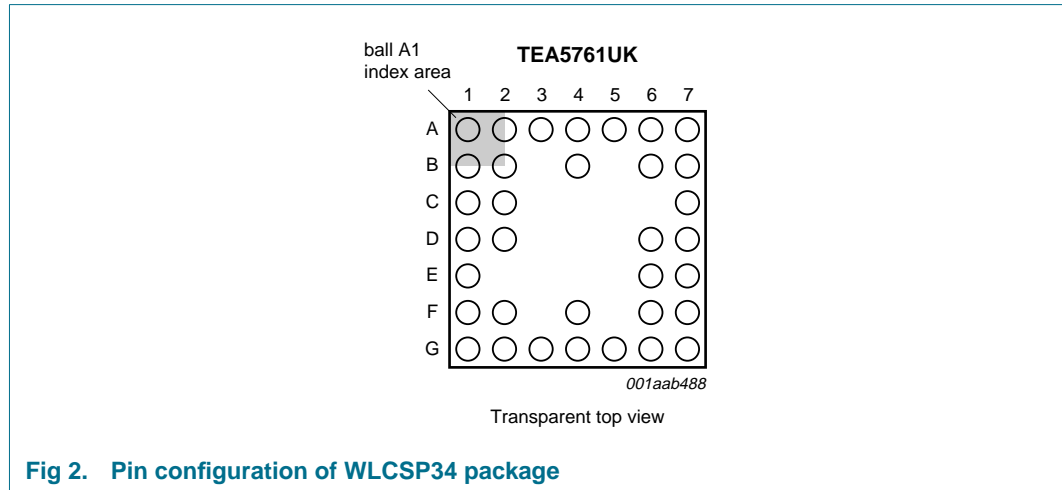 ball A1
index area
TEA5761UK
1 2 3 4 5 6 7
A
B
C
D
E
F
G
001aab488
Transparent top view
Fig 2. Pin configuration of WLCSP34 package